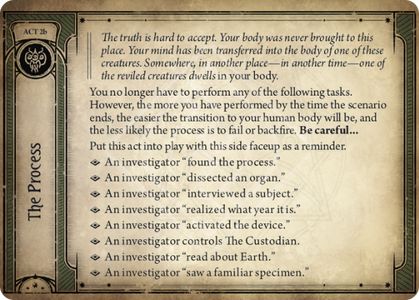 ACT 2b
The truth is hard to accept. Your body was never brought to this
place. Your mind has been transferred into the body of one of these
creatures. Somewhere, in another place—in another time—one of
the reviled creatures dwells in your body.
You no longer have to perform any of the following tasks.
However, the more you have performed by the time the scenario
ends, the easier the transition to your human body will be, and
the less likely the process is to fail or backfire. Be careful...
Put this act into play with this side faceup as a reminder.
An investigator “found the process.”
An investigator “dissected an organ.”
An investigator “interviewed a subject.”
An investigator “realized what year it is.”
An investigator “activated the device.”
An investigator controls The Custodian.
An investigator “read about Earth.”
An investigator “saw a familiar specimen.”
The Process